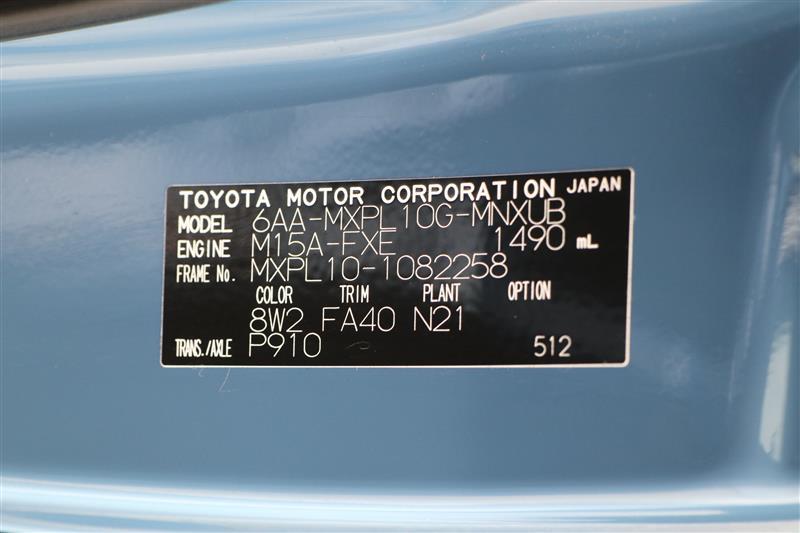 TOYOTA MOTOR CORPORATION JAPAN
MODEL 6AA-MXPL10G-MNXUB
ENGINE M15A-FXE 1490 mL
FRAME No. MXPL10-1082258
COLOR TRIM PLANT OPTION
8W2 FA40 N21
TRANS./AXLE P910 512